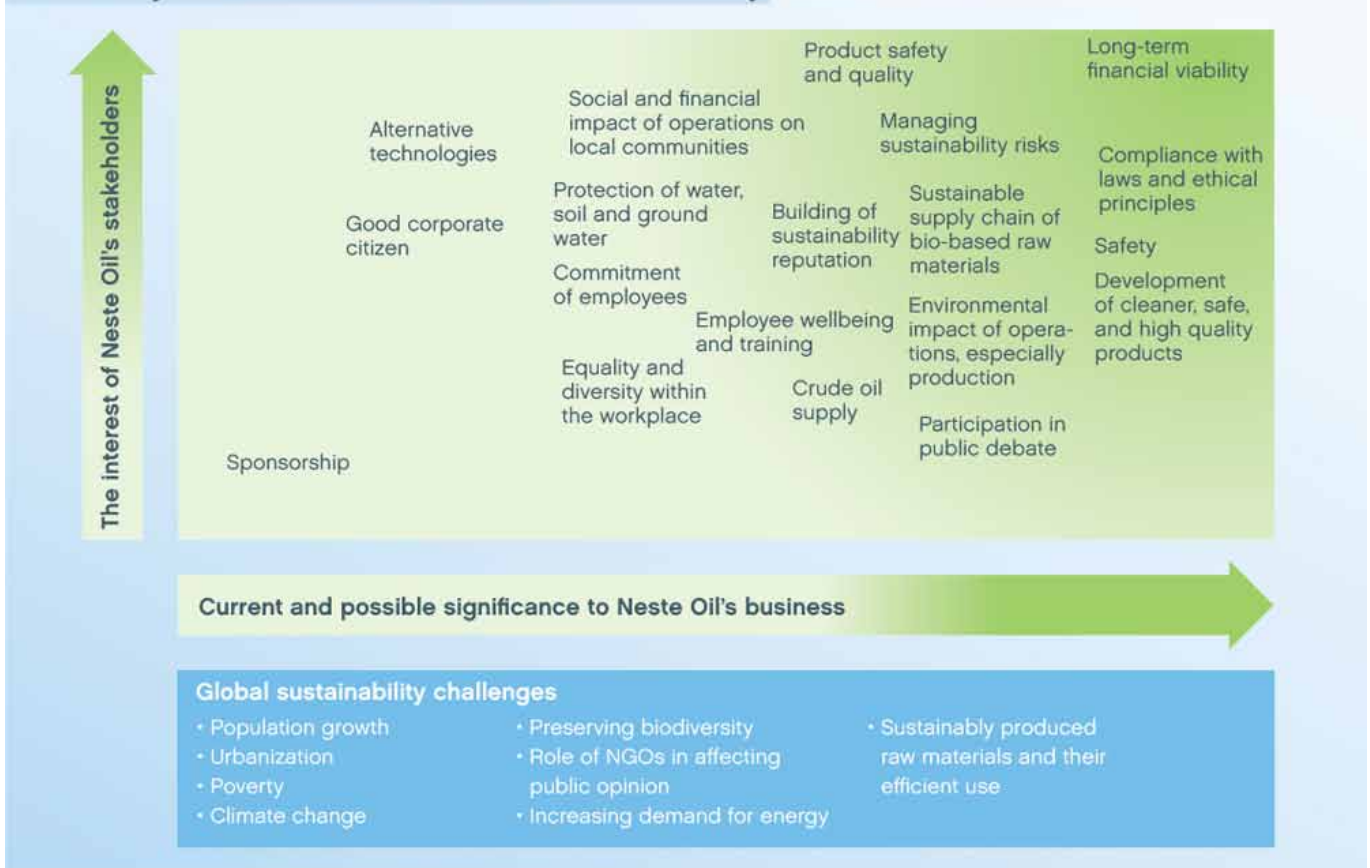 The interest of Neste Oil's stakeholders
Product safety
and quality
Long-term
financial viability
Social and financial
impact of operations on
local communities
Alternative
technologies
Managing
sustainability risks
Compliance with
laws and ethical
principles
Protection of water,
soil and ground
water
Building of
sustainability
reputation
Sustainable
supply chain of
bio-based raw
materials
Good corporate
citizen
Safety
Commitment
of employees
Development
of cleaner, safe,
and high quality
products
Employee wellbeing
and training
Environmental
impact of opera-
tions, especially
production
Equality and
diversity within
the workplace
Crude oil
supply
Participation in
public debate
Sponsorship
Current and possible significance to Neste Oil's business
Global sustainability challenges
• Population growth
• Urbanization
• Poverty
• Climate change
• Preserving biodiversity
• Role of NGOs in affecting
public opinion
• Increasing demand for energy
• Sustainably produced
raw materials and their
efficient use